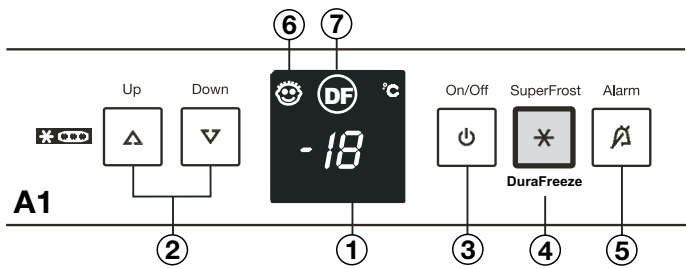 ⑥ ⑦
Up Down On/Off SuperFrost Alarm
DF °C
-18
DuraFreeze
A1
② ① ③ ④ ⑤